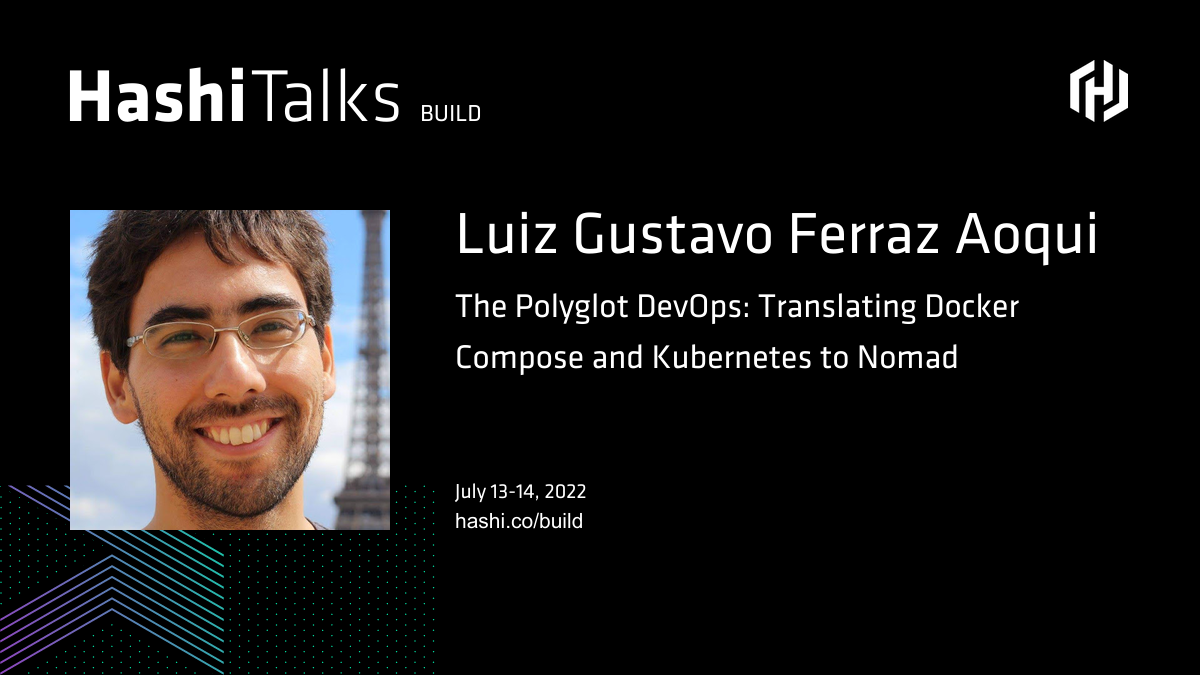 HashiTalks BUILD
Luiz Gustavo Ferraz Aoqui
The Polyglot DevOps: Translating Docker
Compose and Kubernetes to Nomad
July 13-14, 2022
hashi.co/build